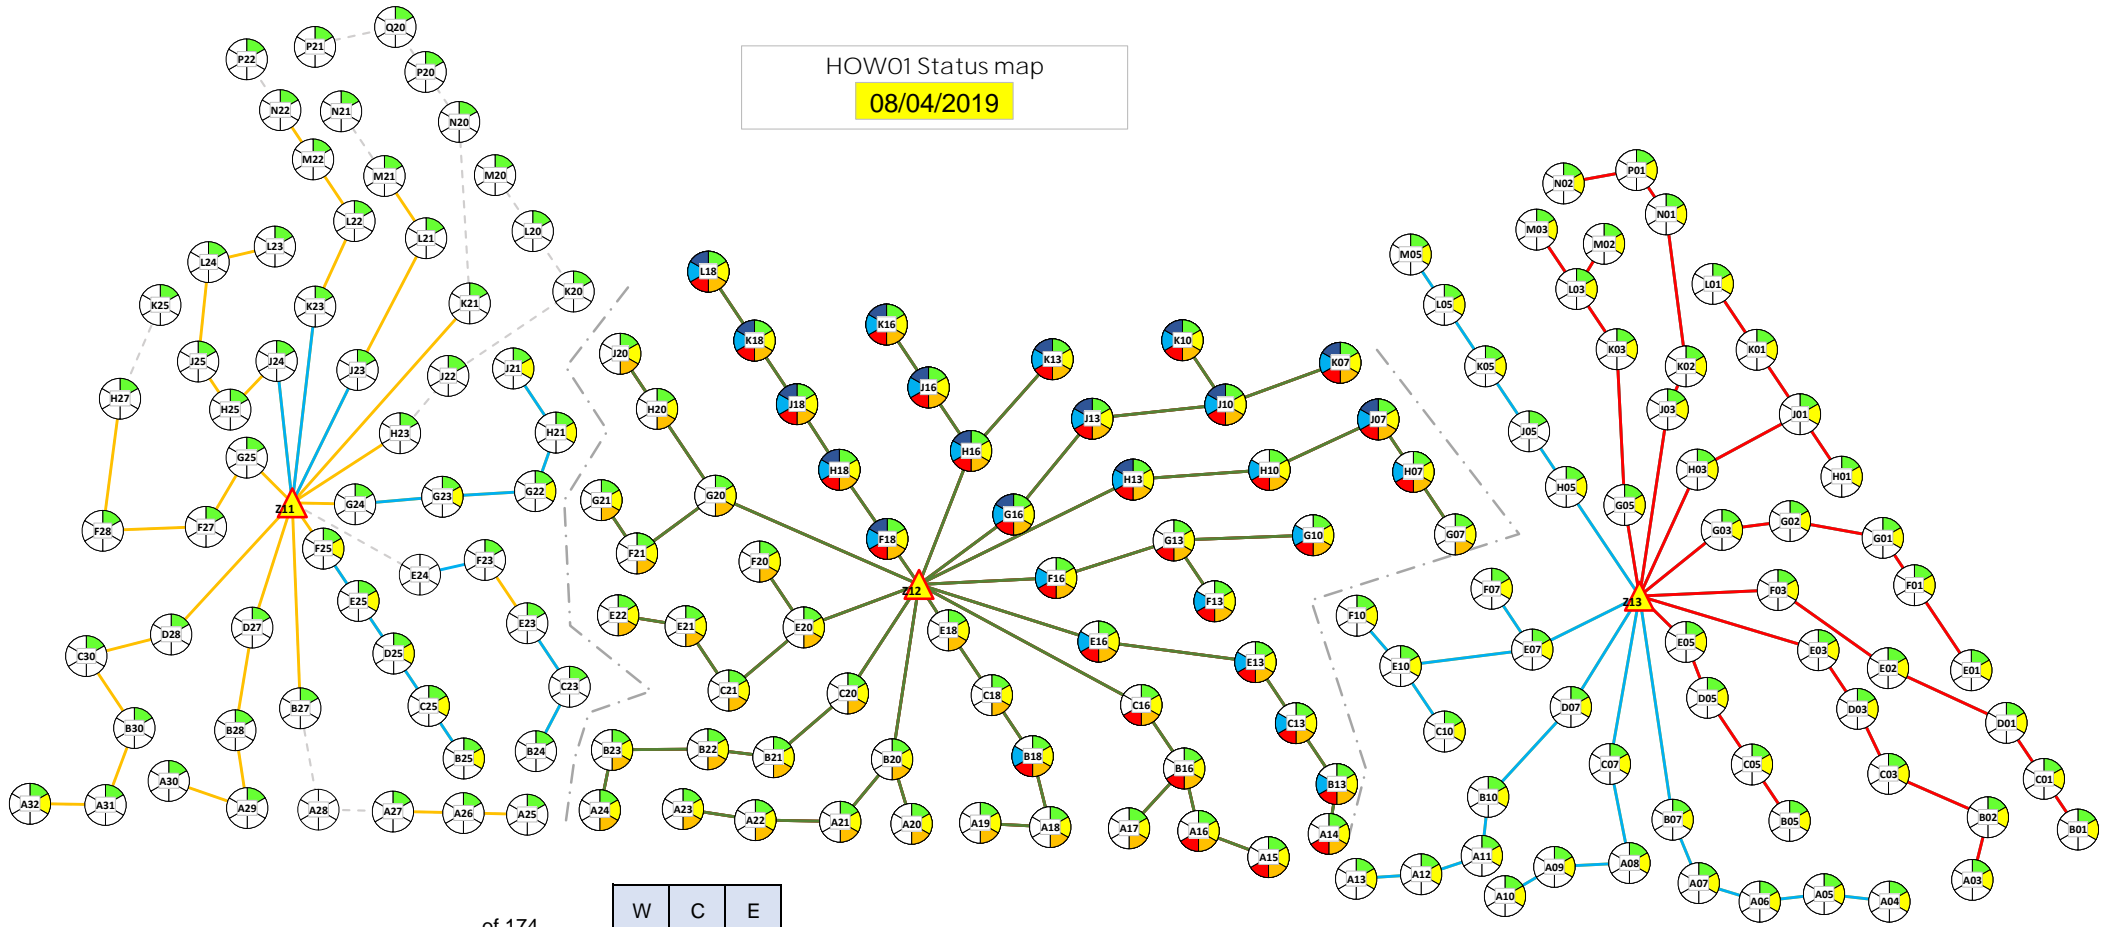 HOW01 Status map
08/04/2019
Q20
P21
P22
P20
N22
N21
N20
M22
M21
M20
L22
L21
L20
L23
L24
K25
K23
K21
K20
J25
J24
J23
J22
J21
H27
H25
H23
H21
G25
G24
G23
G22
Z11
F28
F27
F25
F23
E24
E25
E23
D28
D27
D25
C30
C25
C23
B30
B28
B27
B25
B24
A32
A31
A30
A29
A28
A27
A26
A25
L18
K18
K16
K13
K10
K07
J20
J18
J16
J13
J10
J07
H20
H18
H16
H13
H10
H07
G21
G20
G16
G13
G10
G07
F21
F20
F18
F16
F13
Z12
E22
E21
E20
E18
E16
E13
C21
C20
C18
C16
C13
B23
B22
B21
B20
B18
B16
B13
A24
A23
A22
A21
A20
A19
A18
A17
A16
A15
A14
P01
N02
N01
M05
M03
M02
L05
L03
L01
K05
K03
K02
K01
J05
J03
J01
H05
H03
H01
G05
G03
G02
G01
F10
F07
F03
F01
Z13
E10
E07
E05
E03
E02
E01
D07
D05
D03
D01
C10
C07
C05
C03
C01
B10
B07
B05
B02
B01
A13
A12
A11
A10
A09
A08
A07
A06
A05
A04
A03
of 174
W C E